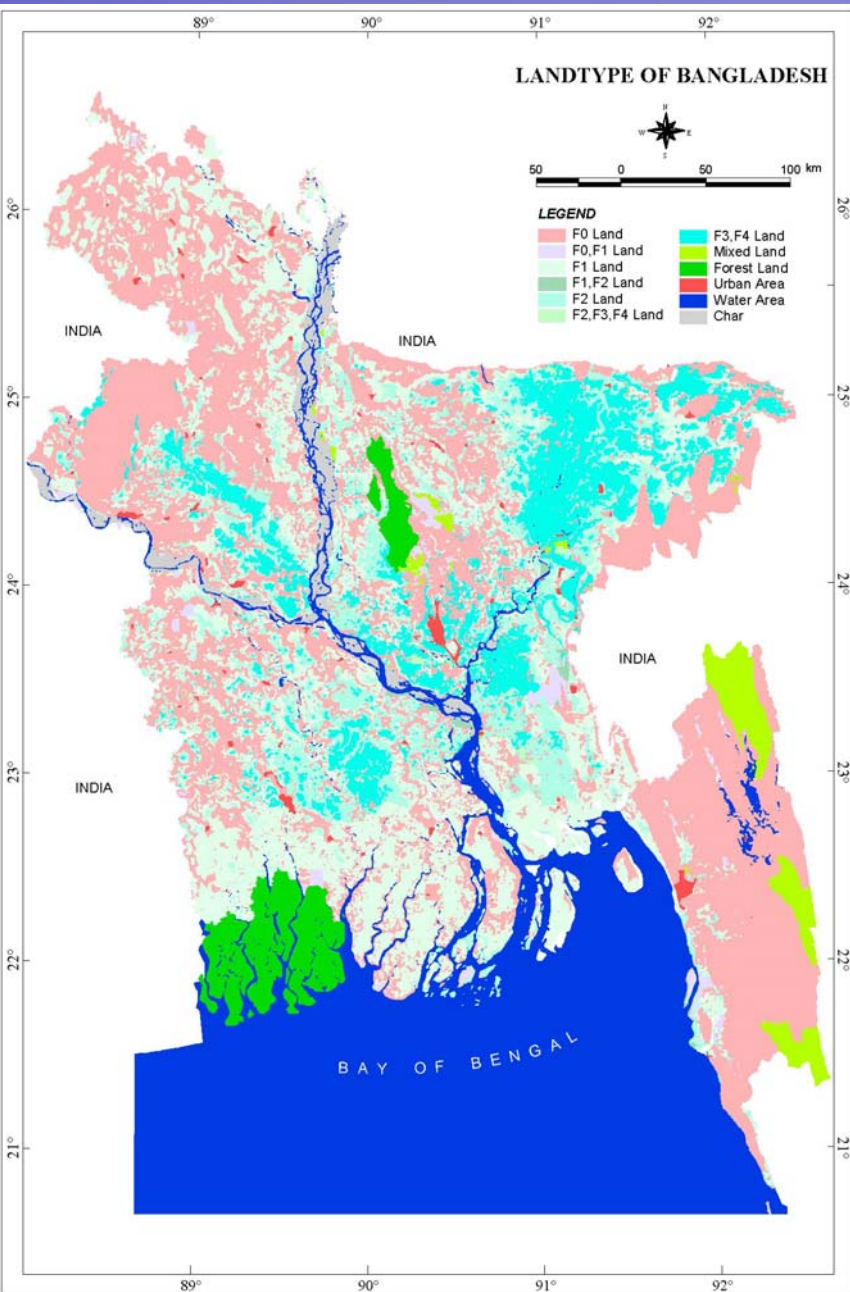 89° 90° 91° 92°
LANDTYPE OF BANGLADESH
N
W E
S
50 0 50 100 km
26° 26°
LEGEND
F0 Land
F0,F1 Land
F1 Land
F1,F2 Land
F2 Land
F2,F3,F4 Land
F3,F4 Land
Mixed Land
Forest Land
Urban Area
Water Area
Char
INDIA
INDIA
25° 25°
24° 24°
INDIA
23° 23°
INDIA
22° 22°
BAY OF BENGAL
21° 21°
89° 90° 91° 92°